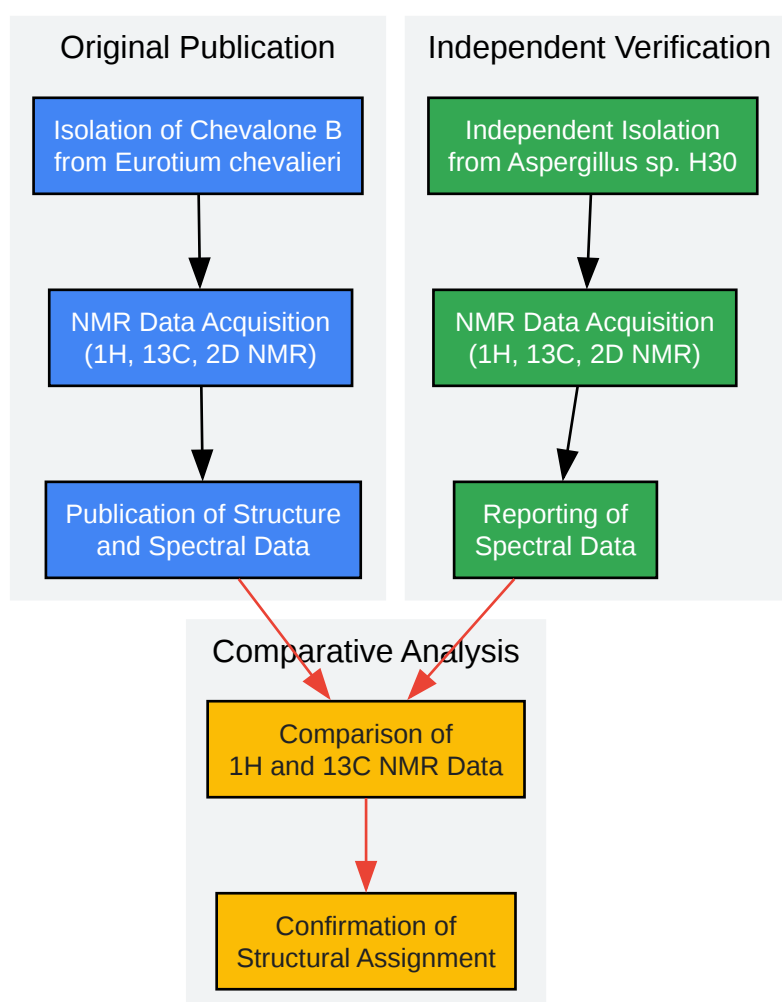 Original Publication
Isolation of Chevalone B
from Eurotium chevalieri
NMR Data Acquisition
(1H, 13C, 2D NMR)
Publication of Structure
and Spectral Data
Independent Verification
Independent Isolation
from Aspergillus sp. H30
NMR Data Acquisition
(1H, 13C, 2D NMR)
Reporting of
Spectral Data
Comparative Analysis
Comparison of
1H and 13C NMR Data
Confirmation of
Structural Assignment